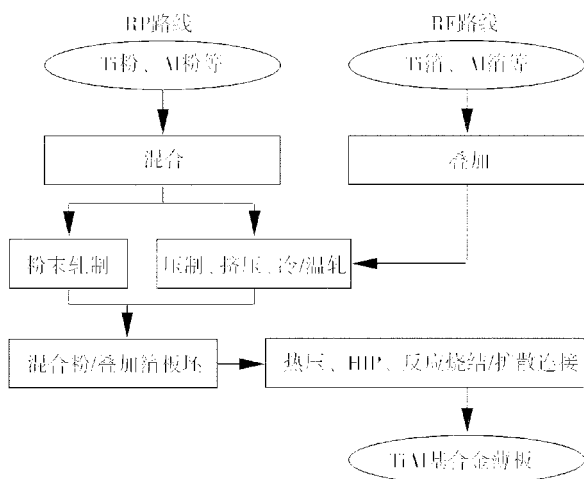 RP路线
RF路线
Ti粉、Al粉等
Ti箔、Al箔等
混合
叠加
粉末轧制
压制、挤压、冷/温轧
混合粉/叠加箔板坯
热压、HIP、反应烧结/扩散连接
TiAl基合金薄板